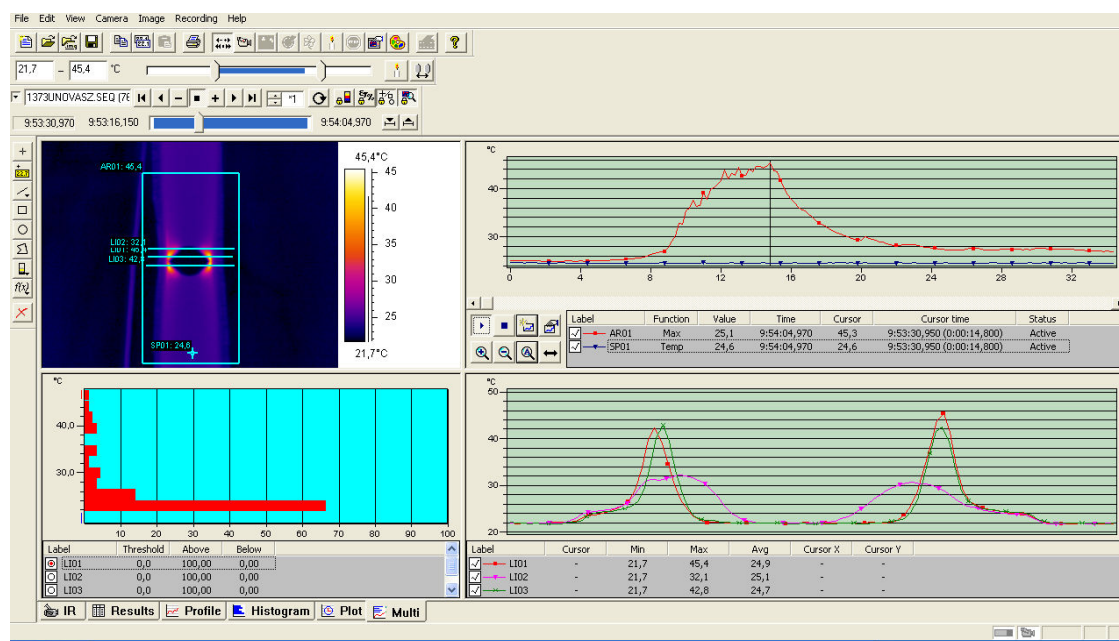 File Edit View Camera Image Recording Help
21,7 – 45,4 °C
1373UNOVASZ.SEQ (76
9:53:30,970 9:53:16,150 9:54:04,970
22,7
f(x)
AR01: 45,4
LI02: 32,1
LI03: 42,8
SP01: 24,6
45,4°C
45
40
35
30
25
21,7°C
°C
40
30
0 4 8 12 16 20 24 28 32
Label Function Value Time Cursor Cursor time Status
AR01 Max 25,1 9:54:04,970 45,3 9:53:30,950 (0:00:14,800) Active
SP01 Temp 24,6 9:54:04,970 24,6 9:53:30,950 (0:00:14,800) Active
°C
40,0
30,0
10 20 30 40 50 60 70 80 90 100
Label Threshold Above Below
LI01 0,0 100,00 0,00
LI02 0,0 100,00 0,00
LI03 0,0 100,00 0,00
°C
50
40
30
20
Label Cursor Min Max Avg Cursor X Cursor Y
LI01 - 21,7 45,4 24,9 - -
LI02 - 21,7 32,1 25,1 - -
LI03 - 21,7 42,8 24,7 - -
IR Results Profile Histogram Plot Multi